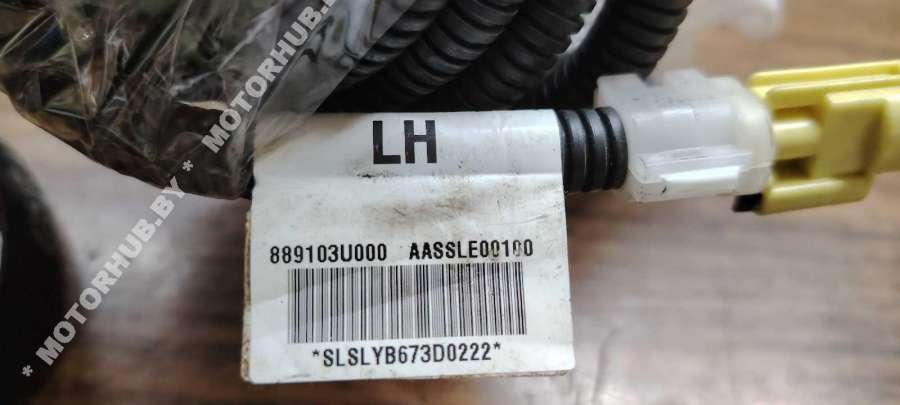 LH
889103U000 AASSLE00100
*SLSLYB673D0222*
* MOTORHUB.BY * MOTORHUB.BY *